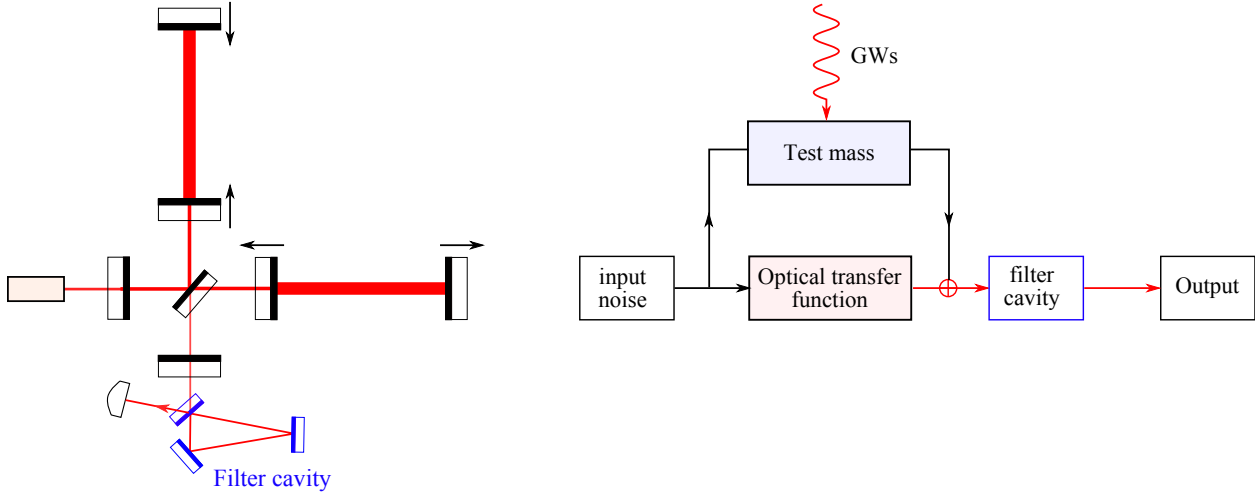 GWs
Test mass
input
noise
Optical transfer
function
filter
cavity
Output
Filter cavity